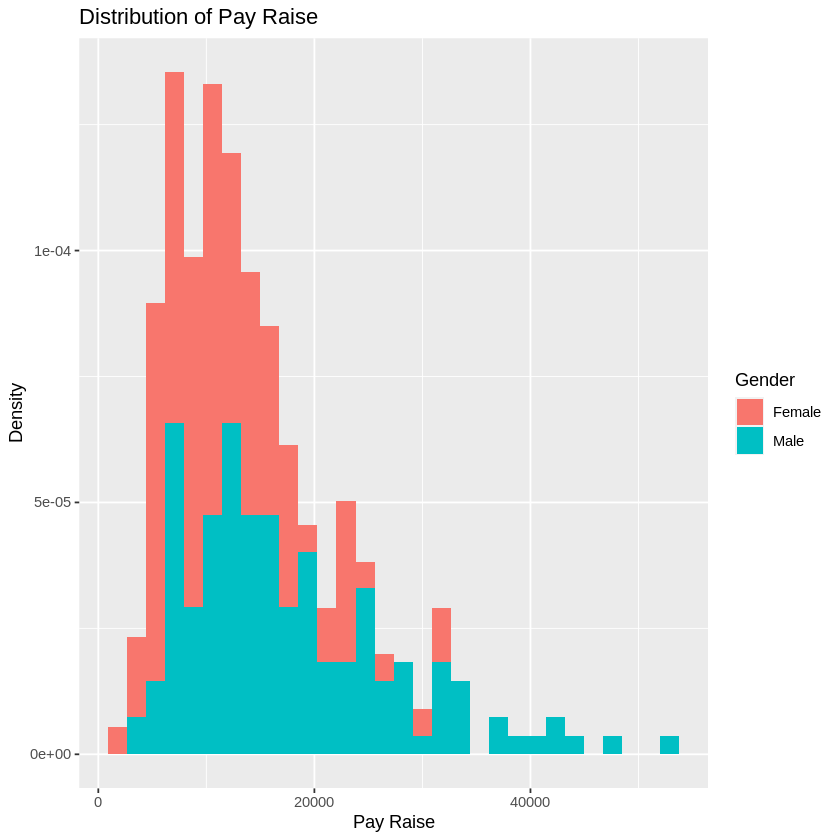 Distribution of Pay Raise
1e-04
5e-05
0e+00
Density
0
20000
40000
Pay Raise
Gender
Female
Male